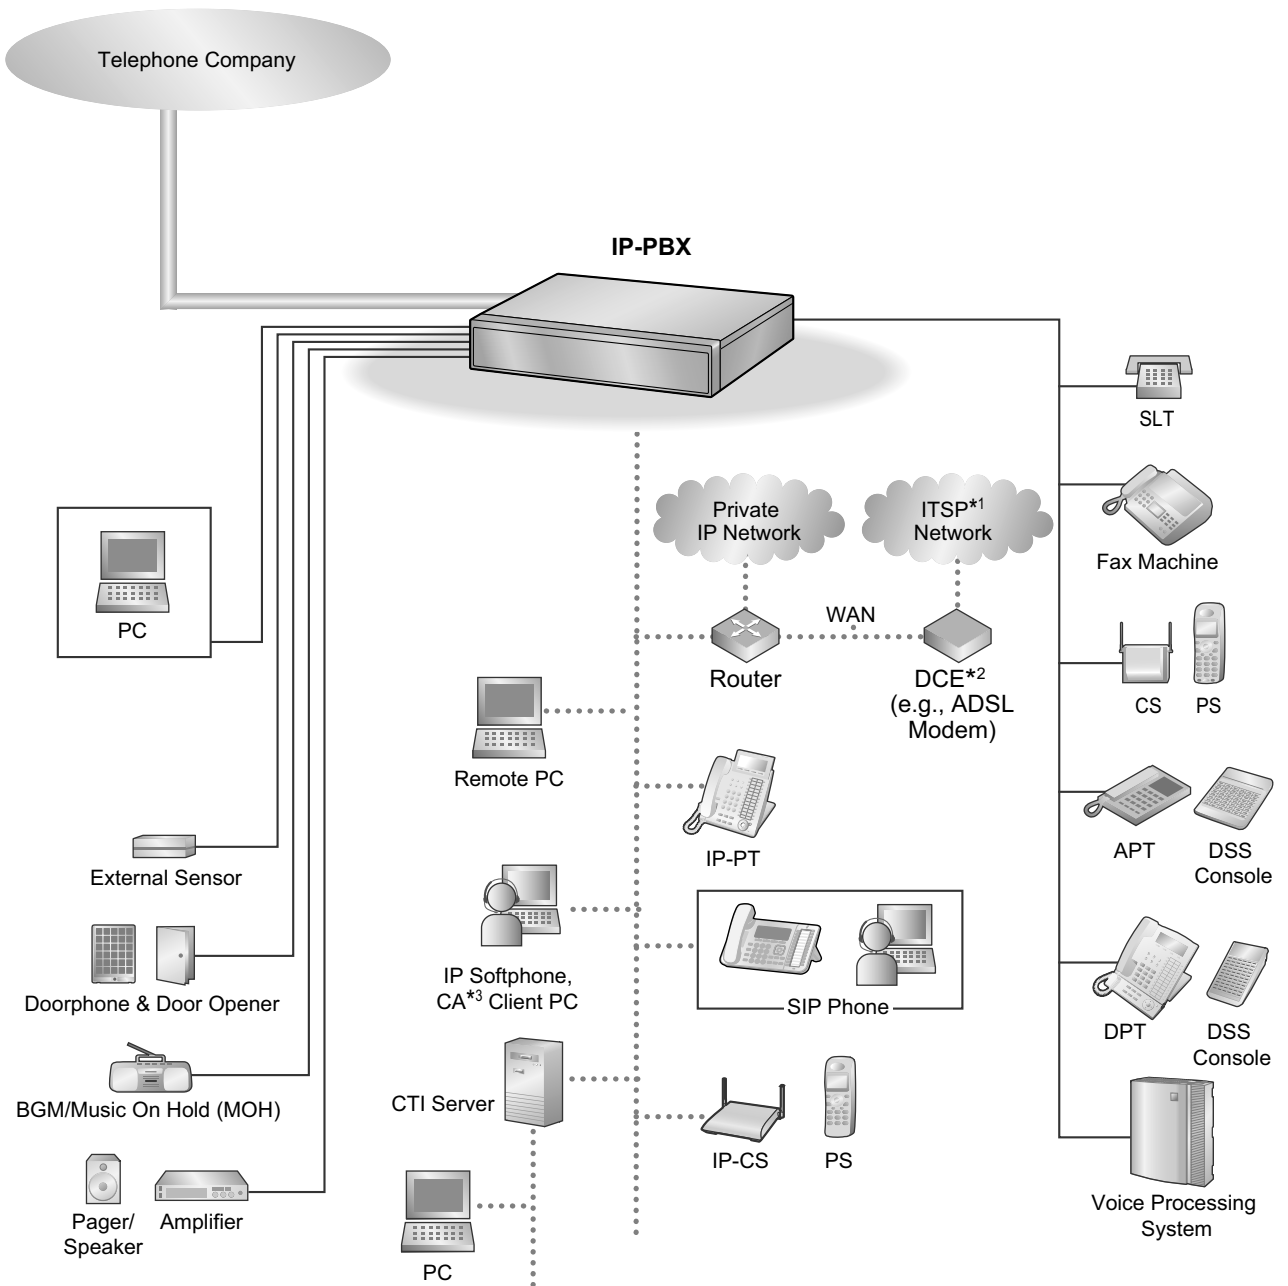 Telephone Company
IP-PBX
SLT
Private
IP Network
ITSP*1
Network
Fax Machine
PC
WAN
Router
DCE*2
(e.g., ADSL
Modem)
CS
PS
Remote PC
IP-PT
APT
DSS
Console
External Sensor
IP Softphone,
CA*3 Client PC
SIP Phone
Doorphone & Door Opener
DPT
DSS
Console
CTI Server
BGM/Music On Hold (MOH)
IP-CS
PS
Pager/
Speaker
Amplifier
PC
Voice Processing
System